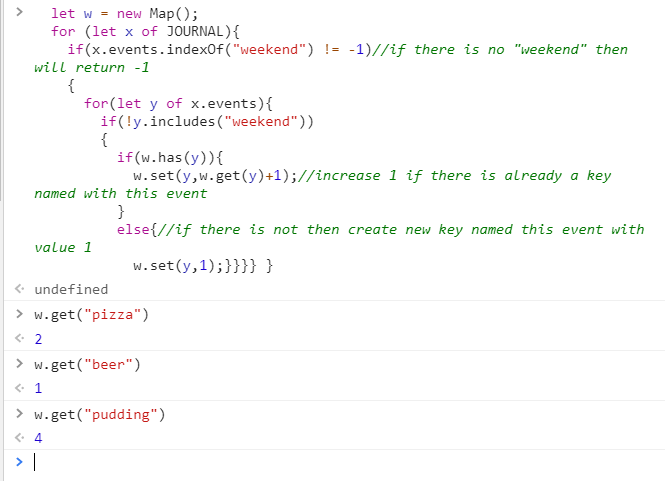 > let w = new Map();
for (let x of JOURNAL){
if(x.events.indexOf("weekend") != -1)//if there is no "weekend" then
will return -1
{
for(let y of x.events){
if(!y.includes("weekend"))
{
if(w.has(y)){
w.set(y,w.get(y)+1);//increase 1 if there is already a key
named with this event
}
else{//if there is not then create new key named this event with
value 1
w.set(y,1);}}}} }
undefined
> w.get("pizza")
2
> w.get("beer")
1
> w.get("pudding")
4
>